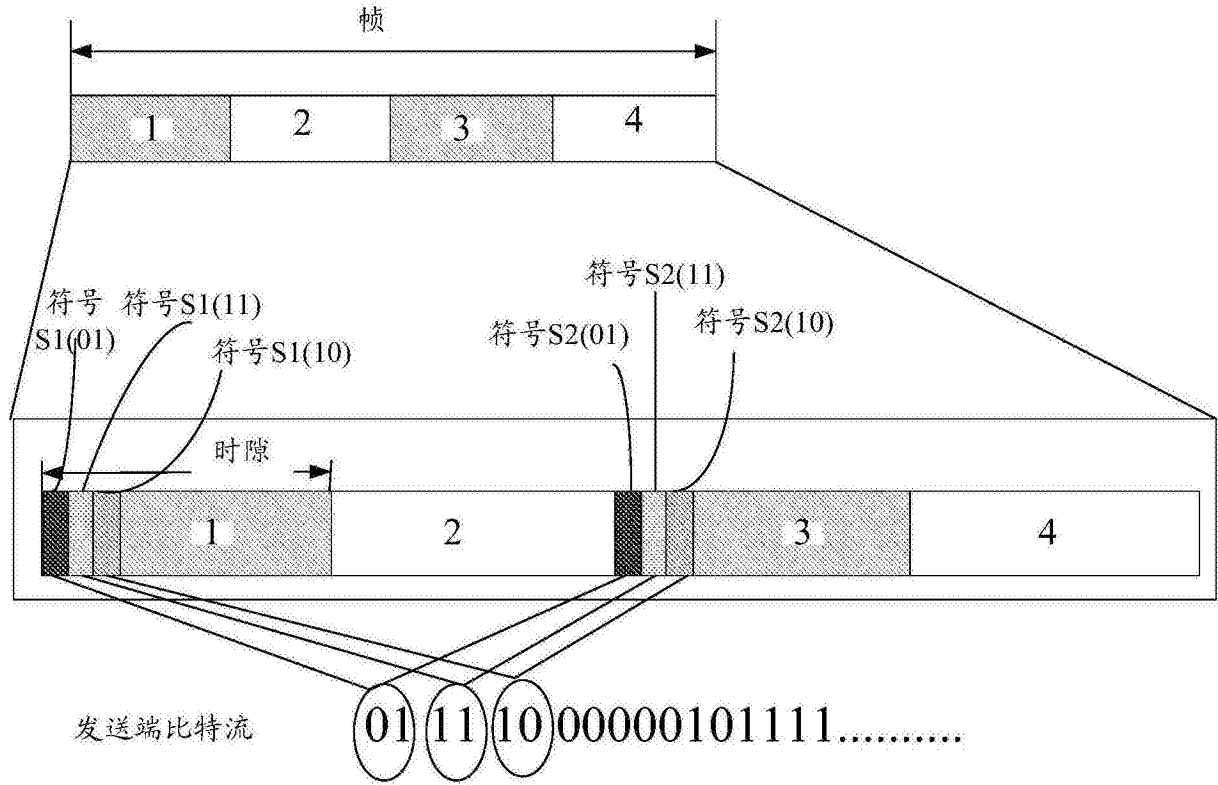 帧
1 2 3 4
符号S2(11)
符号 符号S1(11)
S1(01)
符号S1(10)
符号S2(01)
符号S2(10)
时隙
1 2 3 4
发送端比特流 01 11 10 00000101111..........